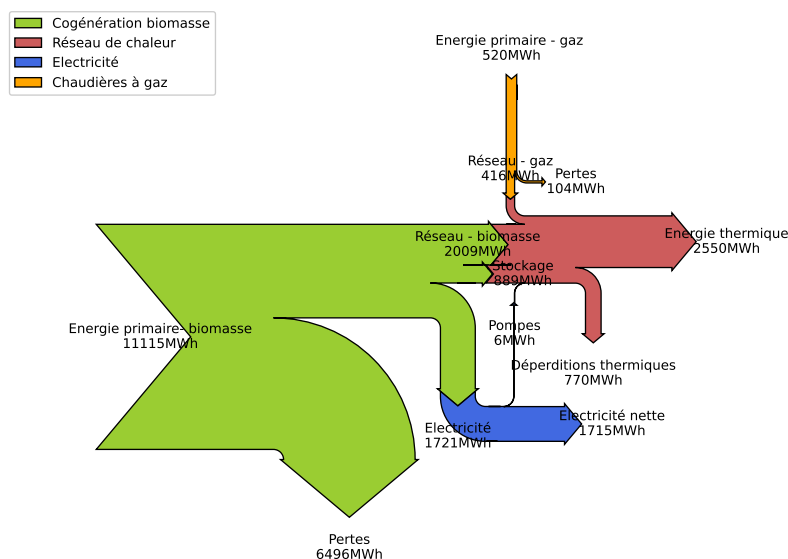 Cogénération biomasse
Réseau de chaleur
Electricité
Chaudières à gaz
Energie primaire - gaz
520MWh
Réseau - gaz
416MWh
Pertes
104MWh
Réseau - biomasse
2009MWh
Energie thermique
2550MWh
Stockage
889MWh
Energie primaire- biomasse
11115MWh
Pompes
6MWh
Déperditions thermiques
770MWh
Electricité
1721MWh
Electricité nette
1715MWh
Pertes
6496MWh